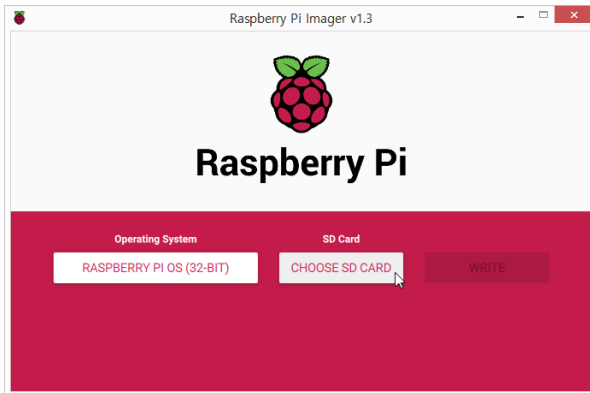 Raspberry Pi Imager v1.3
Raspberry Pi
Operating System
SD Card
RASPBERRY PI OS (32-BIT)
CHOOSE SD CARD
WRITE